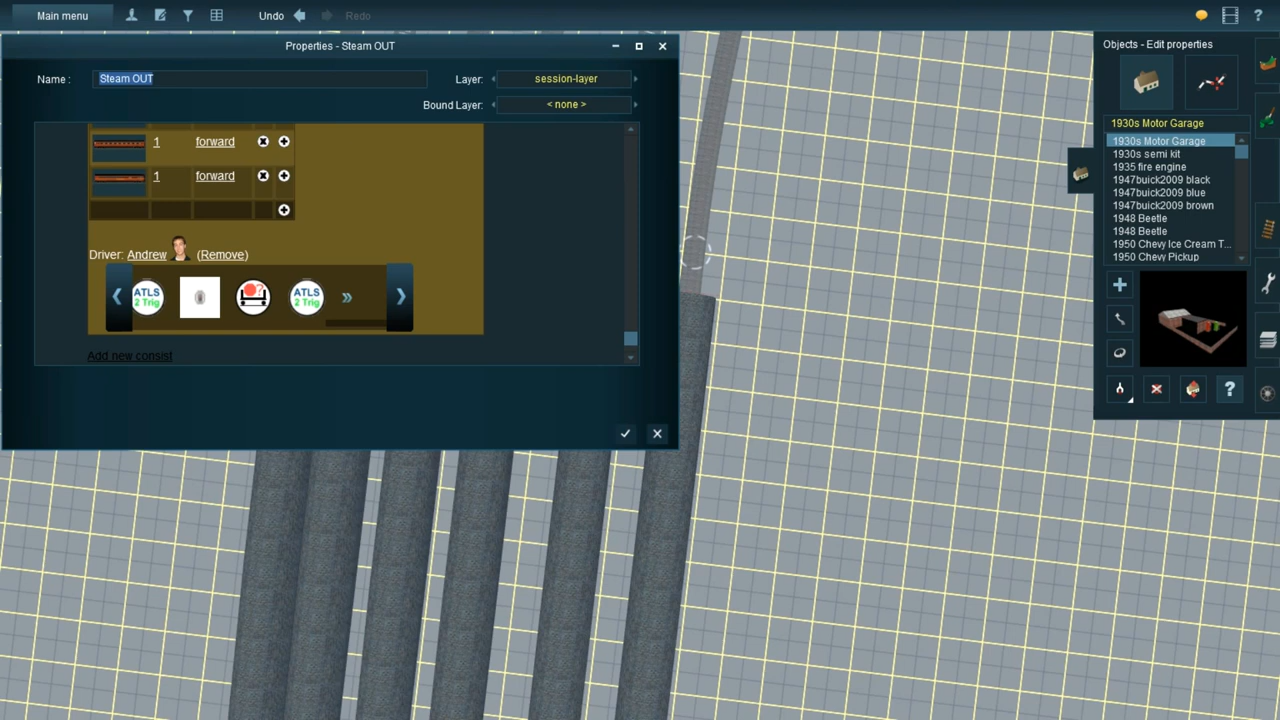 Main menu
Undo
Redo
?
Properties - Steam OUT
Name :
Steam OUT
Layer:
session-layer
Bound Layer:
< none >
1
forward
1
forward
Driver: Andrew (Remove)
ATLS
2 Trig
?
ATLS
2 Trig
Add new consist
Objects - Edit properties
1930s Motor Garage
1930s Motor Garage
1930s semi kit
1935 fire engine
1947buick2009 black
1947buick2009 blue
1947buick2009 brown
1948 Beetle
1948 Beetle
1950 Chevy Ice Cream T...
1950 Chevy Pickup
?